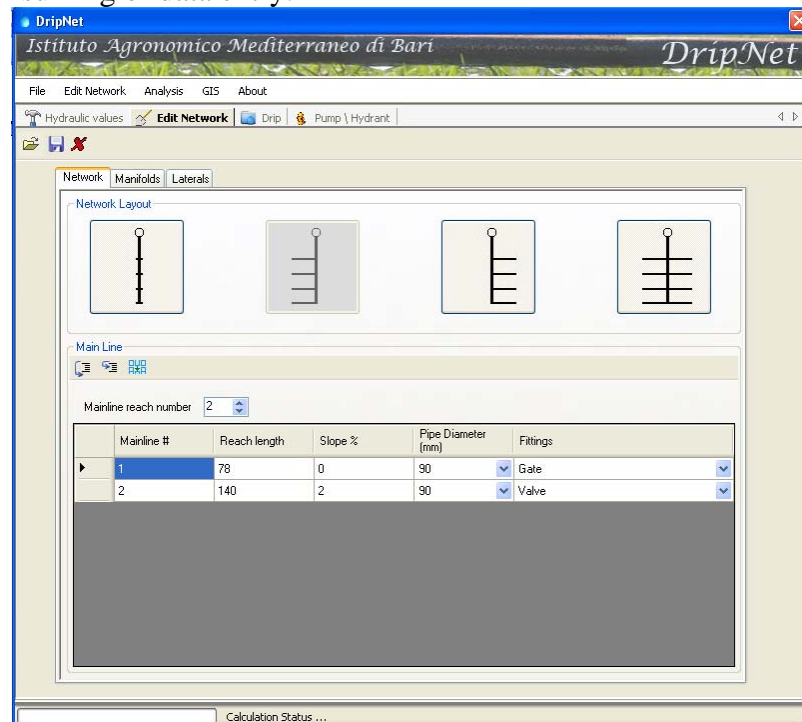 DripNet
Istituto Agronomico Mediterraneo di Bari DripNet
File Edit Network Analysis GIS About
Hydraulic values Edit Network Drip Pump \ Hydrant
Network Manifolds Laterals
Network Layout
Main Line
Mainline reach number 2
Mainline # Reach length Slope % Pipe Diameter (mm) Fittings
1 78 0 90 Gate
2 140 2 90 Valve
Calculation Status ...